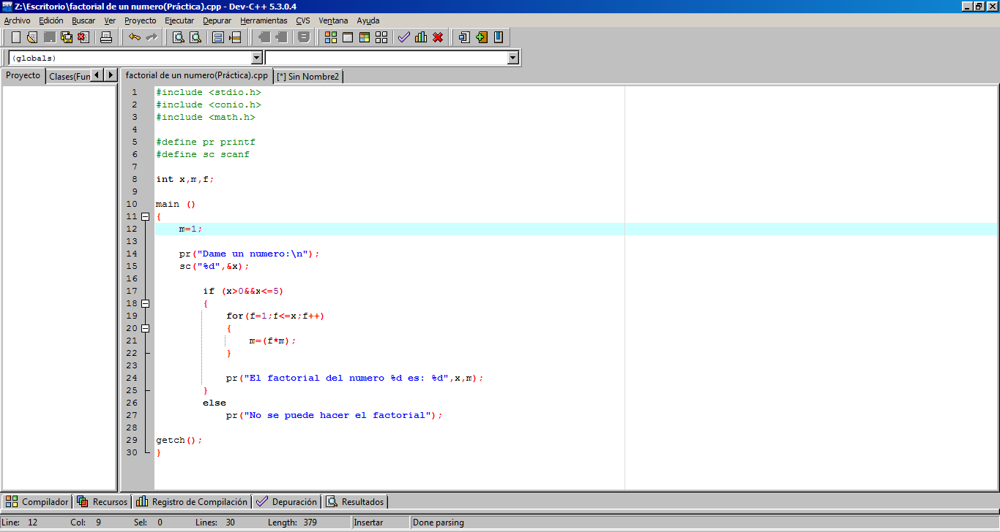 Z:\Escritorio\factorial de un numero(Práctica).cpp - Dev-C++ 5.3.0.4
Archivo Edición Buscar Ver Proyecto Ejecutar Depurar Herramientas CVS Ventana Ayuda
(globals)
Proyecto Clases(Fun factorial de un numero(Práctica).cpp [*] Sin Nombre2
1 #include <stdio.h>
2 #include <conio.h>
3 #include <math.h>
4
5 #define pr printf
6 #define sc scanf
7
8 int x,m,f;
9
10 main ()
11 {
12 m=1;
13
14 pr("Dame un numero:\n");
15 sc("%d",&x);
16
17 if (x>0&&x<=5)
18 {
19 for(f=1;f<=x;f++)
20 {
21 m=(f*m);
22 }
23
24 pr("El factorial del numero %d es: %d",x,m);
25 }
26 else
27 pr("No se puede hacer el factorial");
28
29 getch();
30 }
Compilador Recursos Registro de Compilación Depuración Resultados
Line: 12 Col: 9 Sel: 0 Lines: 30 Length: 379 Insertar Done parsing